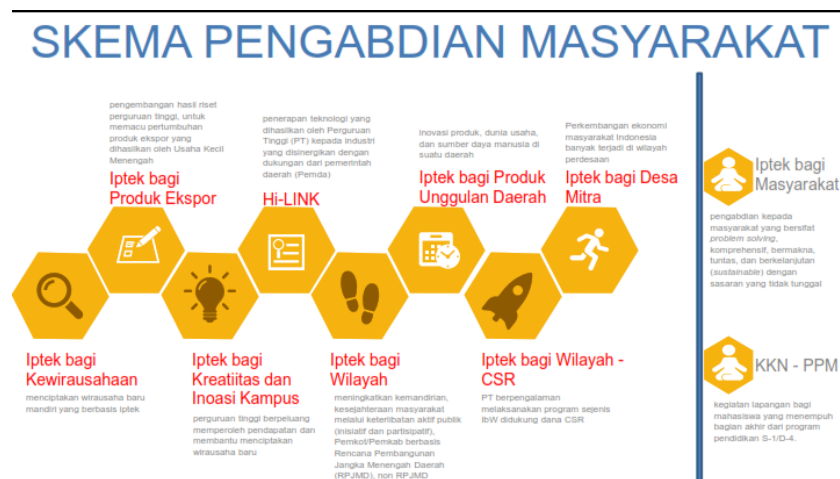 SKEMA PENGABDIAN MASYARAKAT
pengembangan hasil riset
perguruan tinggi, untuk
memacu pertumbuhan
produk ekspor yang
dihasilkan oleh Usaha Kecil
Menengah
Iptek bagi
Produk Ekspor
penerapan teknologi yang
dihasilkan oleh Perguruan
Tinggi (PT) kepada industri
yang disinergikan dengan
dukungan dari pemerintah
daerah (Pemda)
Hi-LINK
inovasi produk, dunia usaha,
dan sumber daya manusia di
suatu daerah
Iptek bagi Produk
Unggulan Daerah
Perkembangan ekonomi
masyarakat Indonesia
banyak terjadi di wilayah
perdesaan
Iptek bagi Desa
Mitra
Iptek bagi
Kewirausahaan
menciptakan wirausaha baru
mandiri yang berbasis iptek
Iptek bagi
Kreatiitas dan
Inoasi Kampus
perguruan tinggi berpeluang
memperoleh pendapatan dan
membantu menciptakan
wirausaha baru
Iptek bagi
Wilayah
meningkatkan kemandirian,
kesejahteraan masyarakat
melalui keterlibatan aktif publik
(inisiatif dan partisipatif),
Pemkot/Pemkab berbasis
Rencana Pembangunan
Jangka Menengah Daerah
(RPJMD), non RPJMD
Iptek bagi Wilayah -
CSR
PT berpengalaman
melaksanakan program sejenis
IbW didukung dana CSR
Iptek bagi
Masyarakat
pengabdian kepada
masyarakat yang bersifat
problem solving,
komprehensif, bermakna,
tuntas, dan berkelanjutan
(sustainable) dengan
sasaran yang tidak tunggal
KKN - PPM
kegiatan lapangan bagi
mahasiswa yang menempuh
bagian akhir dari program
pendidikan S-1/D-4.